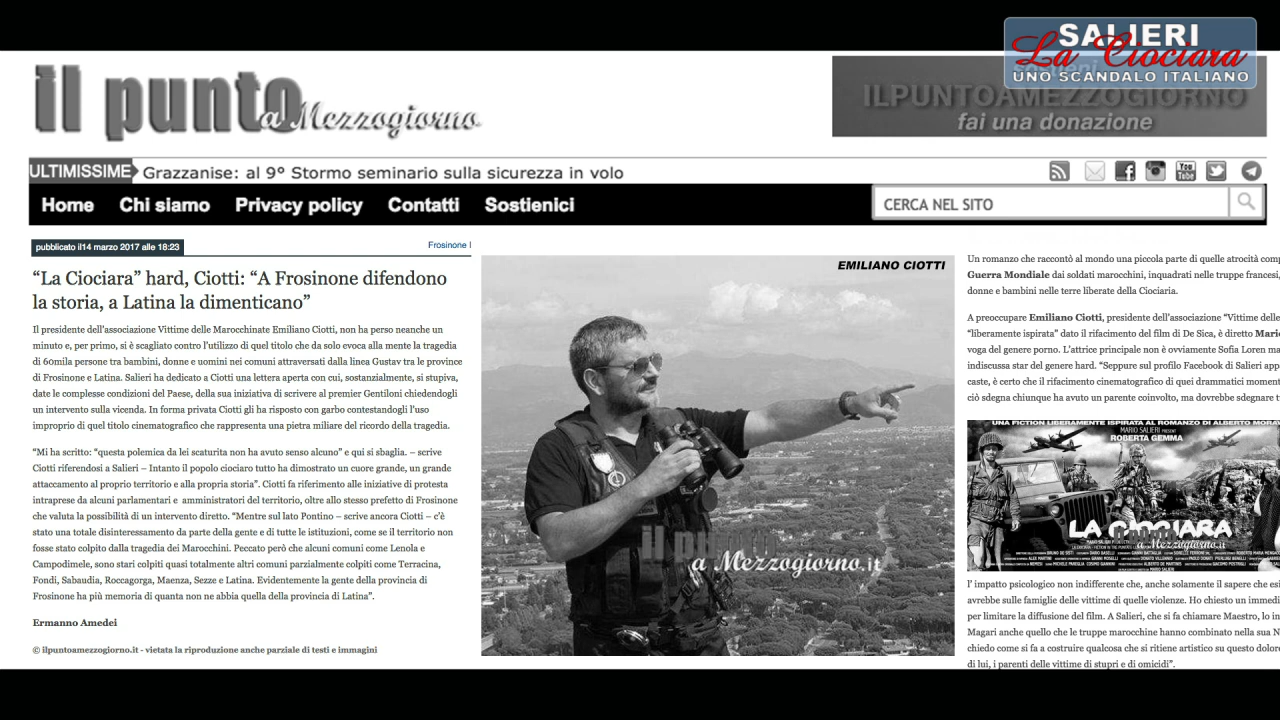 SALIERI
La Ciociara
UNO SCANDALO ITALIANO
il punto
a Mezzogiorno
sostieni
ILPUNTOAMEZZOGIORNO
fai una donazione
ULTIMISSIME
Grazzanise: al 9° Stormo seminario sulla sicurezza in volo
You
Tube
Home Chi siamo Privacy policy Contatti Sostienici
CERCA NEL SITO
pubblicato il14 marzo 2017 alle 18:23
Frosinone l
“La Ciociara” hard, Ciotti: “A Frosinone difendono
la storia, a Latina la dimenticano”
Il presidente dell'associazione Vittime delle Marocchinate Emiliano Ciotti, non ha perso neanche un
minuto e, per primo, si è scagliato contro l'utilizzo di quel titolo che da solo evoca alla mente la tragedia
di 60mila persone tra bambini, donne e uomini nei comuni attraversati dalla linea Gustav tra le province
di Frosinone e Latina. Salieri ha dedicato a Ciotti una lettera aperta con cui, sostanzialmente, si stupiva,
date le complesse condizioni del Paese, della sua iniziativa di scrivere al premier Gentiloni chiedendogli
un intervento sulla vicenda. In forma privata Ciotti gli ha risposto con garbo contestandogli l'uso
improprio di quel titolo cinematografico che rappresenta una pietra miliare del ricordo della tragedia.
“Mi ha scritto: “questa polemica da lei scaturita non ha avuto senso alcuno” e qui si sbaglia. – scrive
Ciotti riferendosi a Salieri – Intanto il popolo ciociaro tutto ha dimostrato un cuore grande, un grande
attaccamento al proprio territorio e alla propria storia”. Ciotti fa riferimento alle iniziative di protesta
intraprese da alcuni parlamentari e amministratori del territorio, oltre allo stesso prefetto di Frosinone
che valuta la possibilità di un intervento diretto. “Mentre sul lato Pontino – scrive ancora Ciotti – c'è
stato una totale disinteressamento da parte della gente e di tutte le istituzioni, come se il territorio non
fosse stato colpito dalla tragedia dei Marocchini. Peccato però che alcuni comuni come Lenola e
Campodimele, sono stari colpiti quasi totalmente altri comuni parzialmente colpiti come Terracina,
Fondi, Sabaudia, Roccagorga, Maenza, Sezze e Latina. Evidentemente la gente della provincia di
Frosinone ha più memoria di quanta non ne abbia quella della provincia di Latina”.
Ermanno Amedei
© ilpuntoamezzogiorno.it - vietata la riproduzione anche parziale di testi e immagini
EMILIANO CIOTTI
il
a Mezzogiorno.it
Un romanzo che raccontò al mondo una piccola parte di quelle atrocità comp
Guerra Mondiale dai soldati marocchini, inquadrati nelle truppe francesi,
donne e bambini nelle terre liberate della Ciociaria.
A preoccupare Emiliano Ciotti, presidente dell'associazione “Vittime delle
“liberamente ispirata” dato il rifacimento del film di De Sica, è diretto Mario
voga del genere porno. L'attrice principale non è ovviamente Sofia Loren ma
indiscussa star del genere hard. “Seppure sul profilo Facebook di Salieri app
caste, è certo che il rifacimento cinematografico di quei drammatici momen
ciò sdegna chiunque ha avuto un parente coinvolto, ma dovrebbe sdegnare t
UNA FICTION LIBERAMENTE ISPIRATA AL ROMANZO DI ALBERTO MORAV
MARIO SALIERI PRESENT
ROBERTA GEMMA
LA CIOCIARA
a Mezzogiorno.it
l' impatto psicologico non indifferente che, anche solamente il sapere che esi
avrebbe sulle famiglie delle vittime di quelle violenze. Ho chiesto un immedi
per limitare la diffusione del film. A Salieri, che si fa chiamare Maestro, lo in
Magari anche quello che le truppe marocchine hanno combinato nella sua N
chiedo come si fa a costruire qualcosa che si ritiene artistico su questo dolor
di lui, i parenti delle vittime di stupri e di omicidi”.